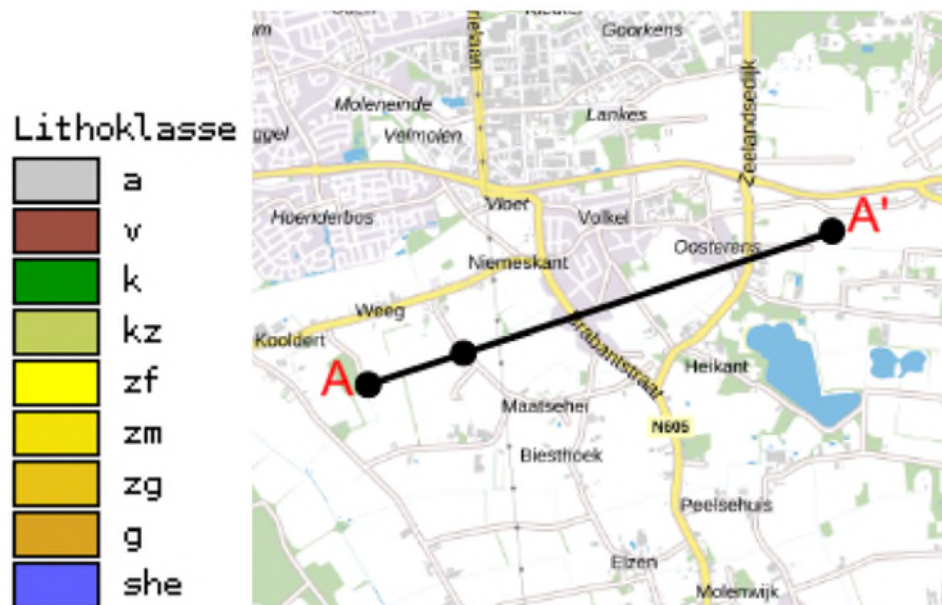 Lithoklasse
a
v
k
kz
zf
zm
zg
g
she
Goorkens
Moleneinde
Lankes
ggel
Velmolen
Zeelandsedijk
Vloet
Hoenderbos
Volkel
A'
Oosterens
Niemeskant
Weeg
Kooldert
A
Heikant
Maatsehei
N605
Biesthoek
Peelsehuis
Elzen
Molenwijk